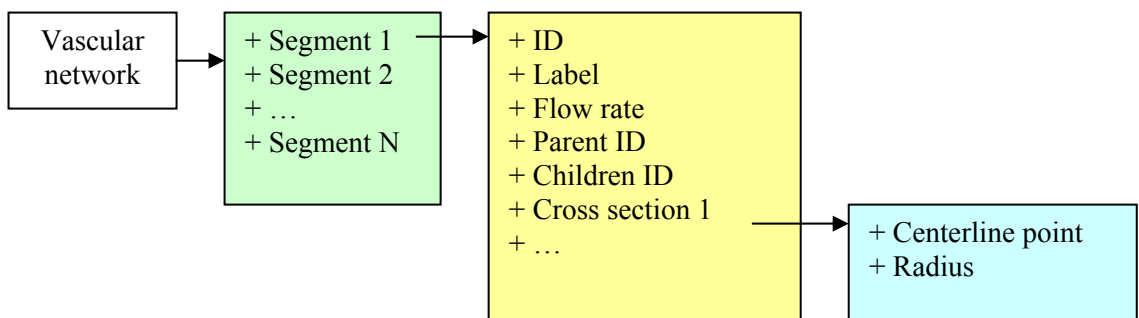 Vascular
network
+ Segment 1
+ Segment 2
+ …
+ Segment N
+ ID
+ Label
+ Flow rate
+ Parent ID
+ Children ID
+ Cross section 1
+ …
+ Centerline point
+ Radius